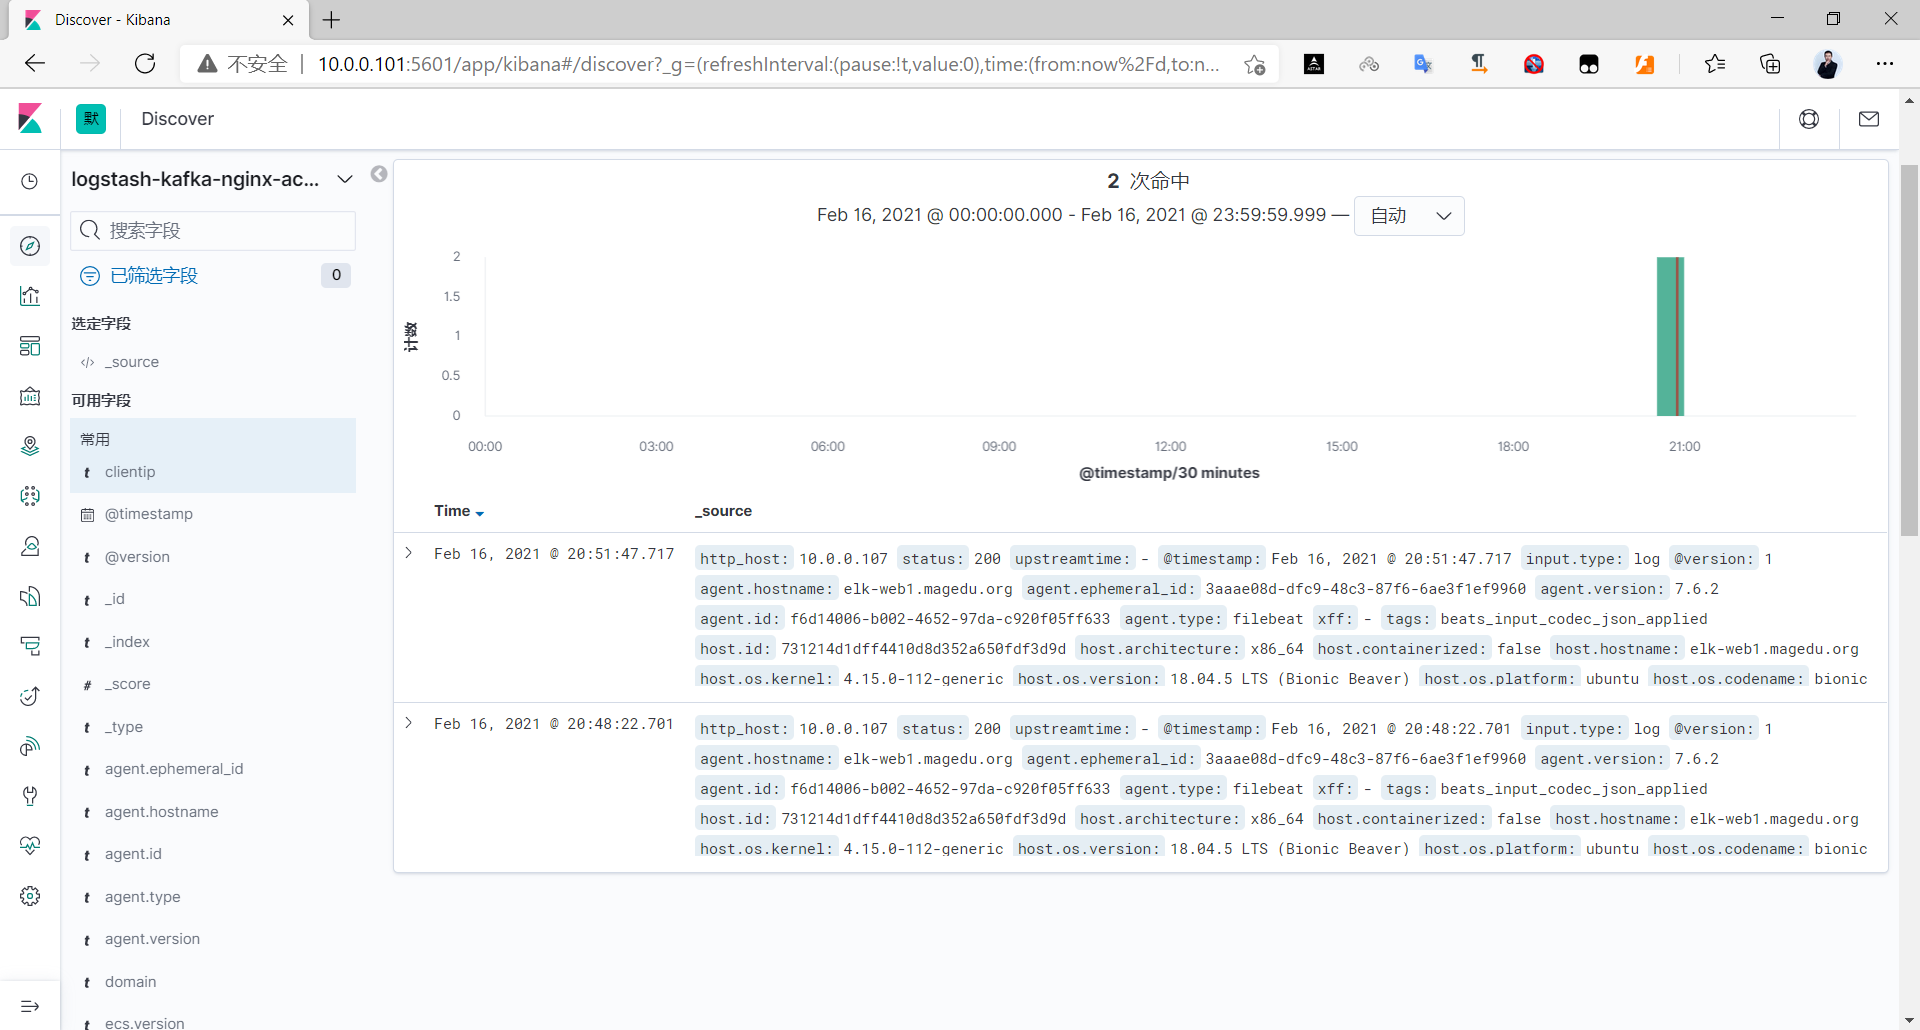 Discover - Kibana
不安全 | 10.0.0.101:5601/app/kibana#/discover?_g=(refreshInterval:(pause:!t,value:0),time:(from:now%2Fd,to:n...
默 Discover
logstash-kafka-nginx-ac...
搜索字段
已筛选字段 0
选定字段
</> _source
可用字段
常用
t clientip
@timestamp
t @version
t _id
t _index
# _score
t _type
t agent.ephemeral_id
t agent.hostname
t agent.id
t agent.type
t agent.version
t domain
t ecs.version
2 次命中
Feb 16, 2021 @ 00:00:00.000 - Feb 16, 2021 @ 23:59:59.999 — 自动
计数
2
1.5
1
0.5
0
00:00 03:00 06:00 09:00 12:00 15:00 18:00 21:00
@timestamp/30 minutes
Time _source
Feb 16, 2021 @ 20:51:47.717 http_host: 10.0.0.107 status: 200 upstreamtime: - @timestamp: Feb 16, 2021 @ 20:51:47.717 input.type: log @version: 1
agent.hostname: elk-web1.magedu.org agent.ephemeral_id: 3aaae08d-dfc9-48c3-87f6-6ae3f1ef9960 agent.version: 7.6.2
agent.id: f6d14006-b002-4652-97da-c920f05ff633 agent.type: filebeat xff: - tags: beats_input_codec_json_applied
host.id: 731214d1dff4410d8d352a650fdf3d9d host.architecture: x86_64 host.containerized: false host.hostname: elk-web1.magedu.org
host.os.kernel: 4.15.0-112-generic host.os.version: 18.04.5 LTS (Bionic Beaver) host.os.platform: ubuntu host.os.codename: bionic
Feb 16, 2021 @ 20:48:22.701 http_host: 10.0.0.107 status: 200 upstreamtime: - @timestamp: Feb 16, 2021 @ 20:48:22.701 input.type: log @version: 1
agent.hostname: elk-web1.magedu.org agent.ephemeral_id: 3aaae08d-dfc9-48c3-87f6-6ae3f1ef9960 agent.version: 7.6.2
agent.id: f6d14006-b002-4652-97da-c920f05ff633 agent.type: filebeat xff: - tags: beats_input_codec_json_applied
host.id: 731214d1dff4410d8d352a650fdf3d9d host.architecture: x86_64 host.containerized: false host.hostname: elk-web1.magedu.org
host.os.kernel: 4.15.0-112-generic host.os.version: 18.04.5 LTS (Bionic Beaver) host.os.platform: ubuntu host.os.codename: bionic